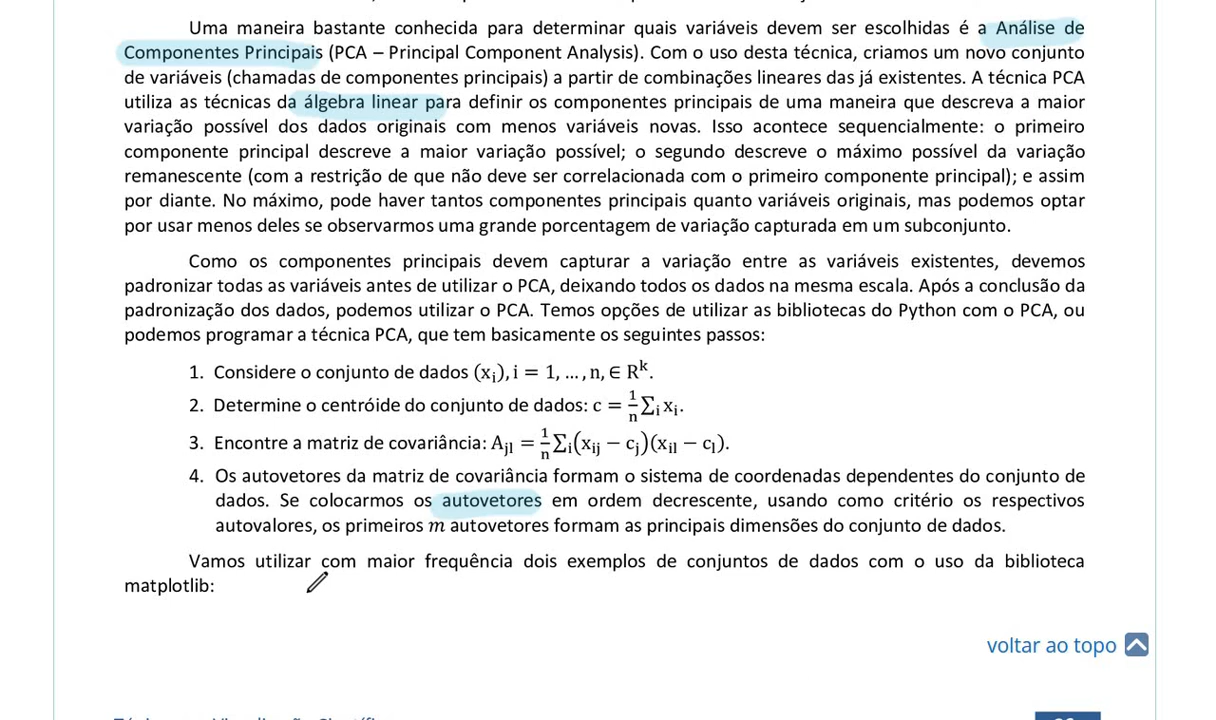 Uma maneira bastante conhecida para determinar quais variáveis devem ser escolhidas é a Análise de
Componentes Principais (PCA – Principal Component Analysis). Com o uso desta técnica, criamos um novo conjunto
de variáveis (chamadas de componentes principais) a partir de combinações lineares das já existentes. A técnica PCA
utiliza as técnicas da álgebra linear para definir os componentes principais de uma maneira que descreva a maior
variação possível dos dados originais com menos variáveis novas. Isso acontece sequencialmente: o primeiro
componente principal descreve a maior variação possível; o segundo descreve o máximo possível da variação
remanescente (com a restrição de que não deve ser correlacionada com o primeiro componente principal); e assim
por diante. No máximo, pode haver tantos componentes principais quanto variáveis originais, mas podemos optar
por usar menos deles se observarmos uma grande porcentagem de variação capturada em um subconjunto.
Como os componentes principais devem capturar a variação entre as variáveis existentes, devemos
padronizar todas as variáveis antes de utilizar o PCA, deixando todos os dados na mesma escala. Após a conclusão da
padronização dos dados, podemos utilizar o PCA. Temos opções de utilizar as bibliotecas do Python com o PCA, ou
podemos programar a técnica PCA, que tem basicamente os seguintes passos:
1. Considere o conjunto de dados (xᵢ), i = 1, ... , n, ∈ Rᵏ.
2. Determine o centróide do conjunto de dados: c = 1/n ∑ᵢ xᵢ.
3. Encontre a matriz de covariância: Aⱼₗ = 1/n ∑ᵢ(xᵢⱼ − cⱼ)(xᵢₗ − cₗ).
4. Os autovetores da matriz de covariância formam o sistema de coordenadas dependentes do conjunto de
dados. Se colocarmos os autovetores em ordem decrescente, usando como critério os respectivos
autovalores, os primeiros m autovetores formam as principais dimensões do conjunto de dados.
Vamos utilizar com maior frequência dois exemplos de conjuntos de dados com o uso da biblioteca
matplotlib:
voltar ao topo